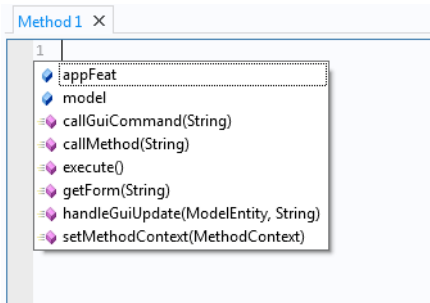 Method 1
1
appFeat
model
callGuiCommand(String)
callMethod(String)
execute()
getForm(String)
handleGuiUpdate(ModelEntity, String)
setMethodContext(MethodContext)